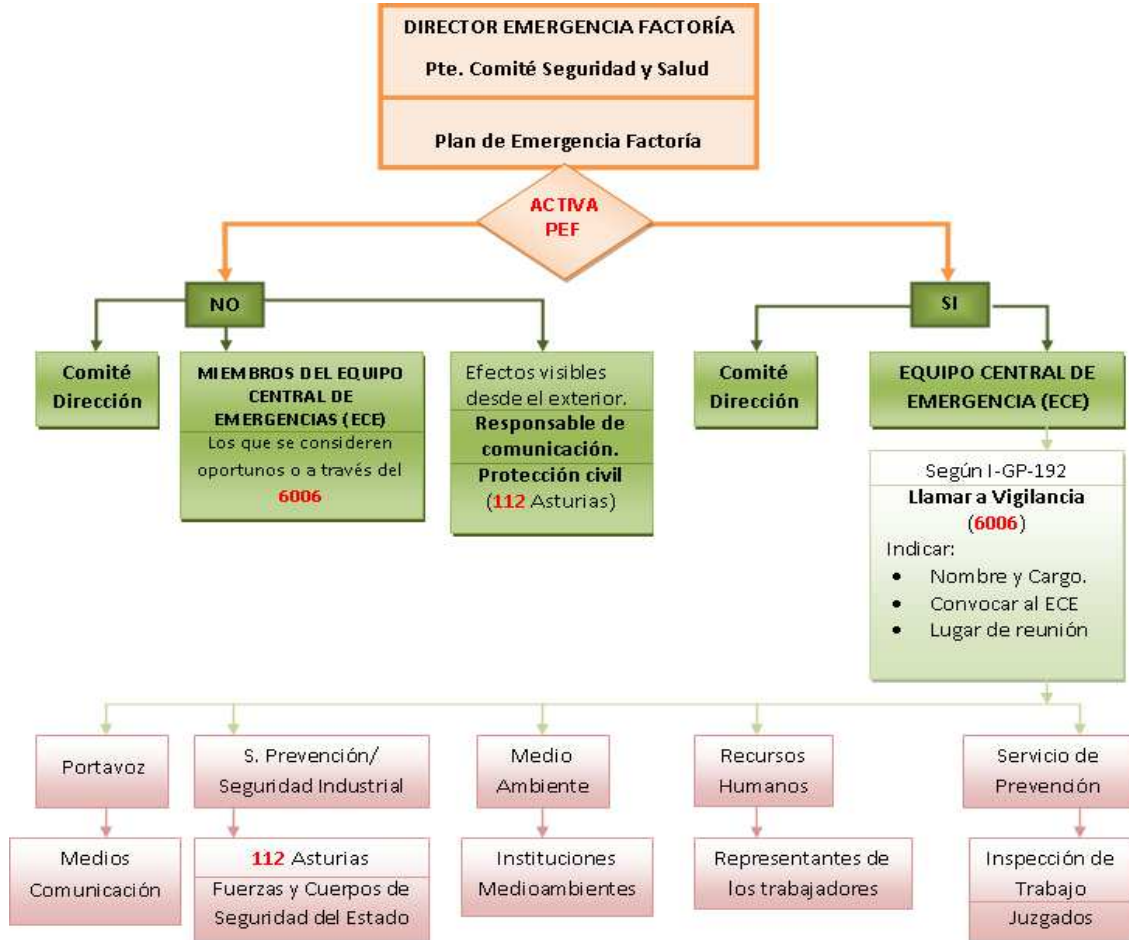 DIRECTOR EMERGENCIA FACTORÍA
Pte. Comité Seguridad y Salud
Plan de Emergencia Factoría
ACTIVA
PEF
NO
SI
Comité
Dirección
MIEMBROS DEL EQUIPO
CENTRAL DE
EMERGENCIAS (ECE)
Los que se consideren
oportunos o a través del
6006
Efectos visibles
desde el exterior.
Responsable de
comunicación.
Protección civil
(112 Asturias)
Comité
Dirección
EQUIPO CENTRAL DE
EMERGENCIA (ECE)
Según I-GP-192
Llamar a Vigilancia
(6006)
Indicar:
• Nombre y Cargo.
• Convocar al ECE
• Lugar de reunión
Portavoz
S. Prevención/
Seguridad Industrial
Medio
Ambiente
Recursos
Humanos
Servicio de
Prevención
Medios
Comunicación
112 Asturias
Fuerzas y Cuerpos de
Seguridad del Estado
Instituciones
Medioambientes
Representantes de
los trabajadores
Inspección de
Trabajo
Juzgados